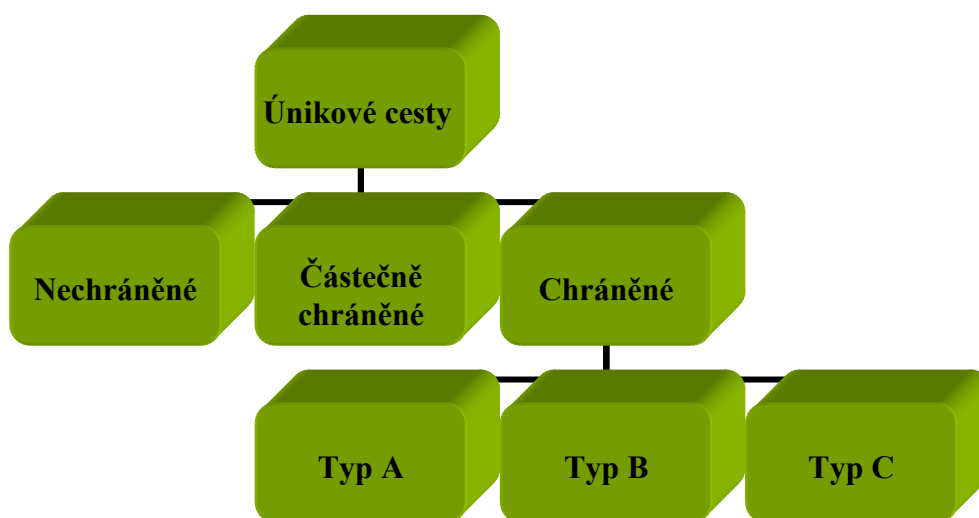 Únikové cesty
Nechráněné
Částečně
chráněné
Chráněné
Typ A
Typ B
Typ C